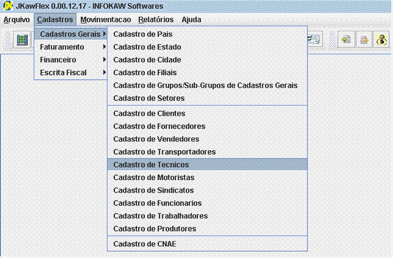 JKawFlex 0.00.12.17 - INFOKAW Softwares
Arquivo Cadastros Movimentacao Relatórios Ajuda
Cadastros Gerais
Faturamento
Financeiro
Escrita Fiscal
Cadastro de Pais
Cadastro de Estado
Cadastro de Cidade
Cadastro de Filiais
Cadastro de Grupos/Sub-Grupos de Cadastros Gerais
Cadastro de Setores
Cadastro de Clientes
Cadastro de Fornecedores
Cadastro de Vendedores
Cadastro de Transportadores
Cadastro de Tecnicos
Cadastro de Motoristas
Cadastro de Sindicatos
Cadastro de Funcionarios
Cadastro de Trabalhadores
Cadastro de Produtores
Cadastro de CNAE